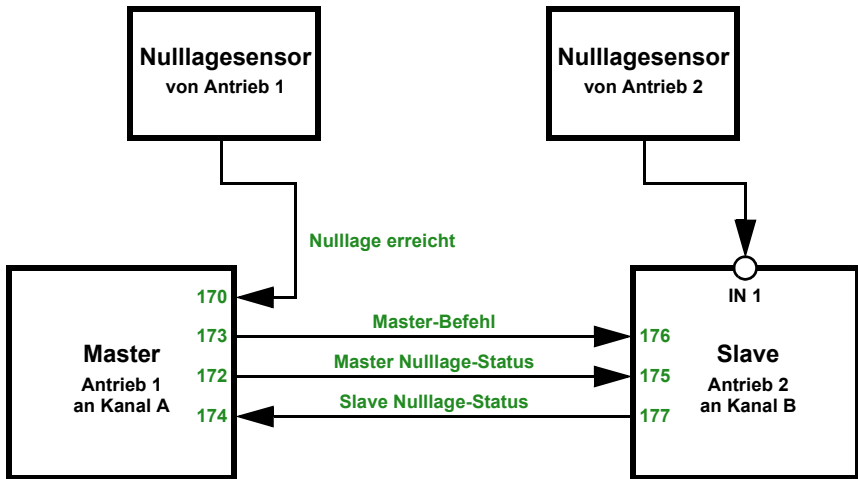 Nulllagesensor
von Antrieb 1
Nulllagesensor
von Antrieb 2
Nulllage erreicht
170
IN 1
173
Master-Befehl
176
Master
Slave
172
Master Nulllage-Status
175
Antrieb 1
an Kanal A
Antrieb 2
an Kanal B
174
Slave Nulllage-Status
177